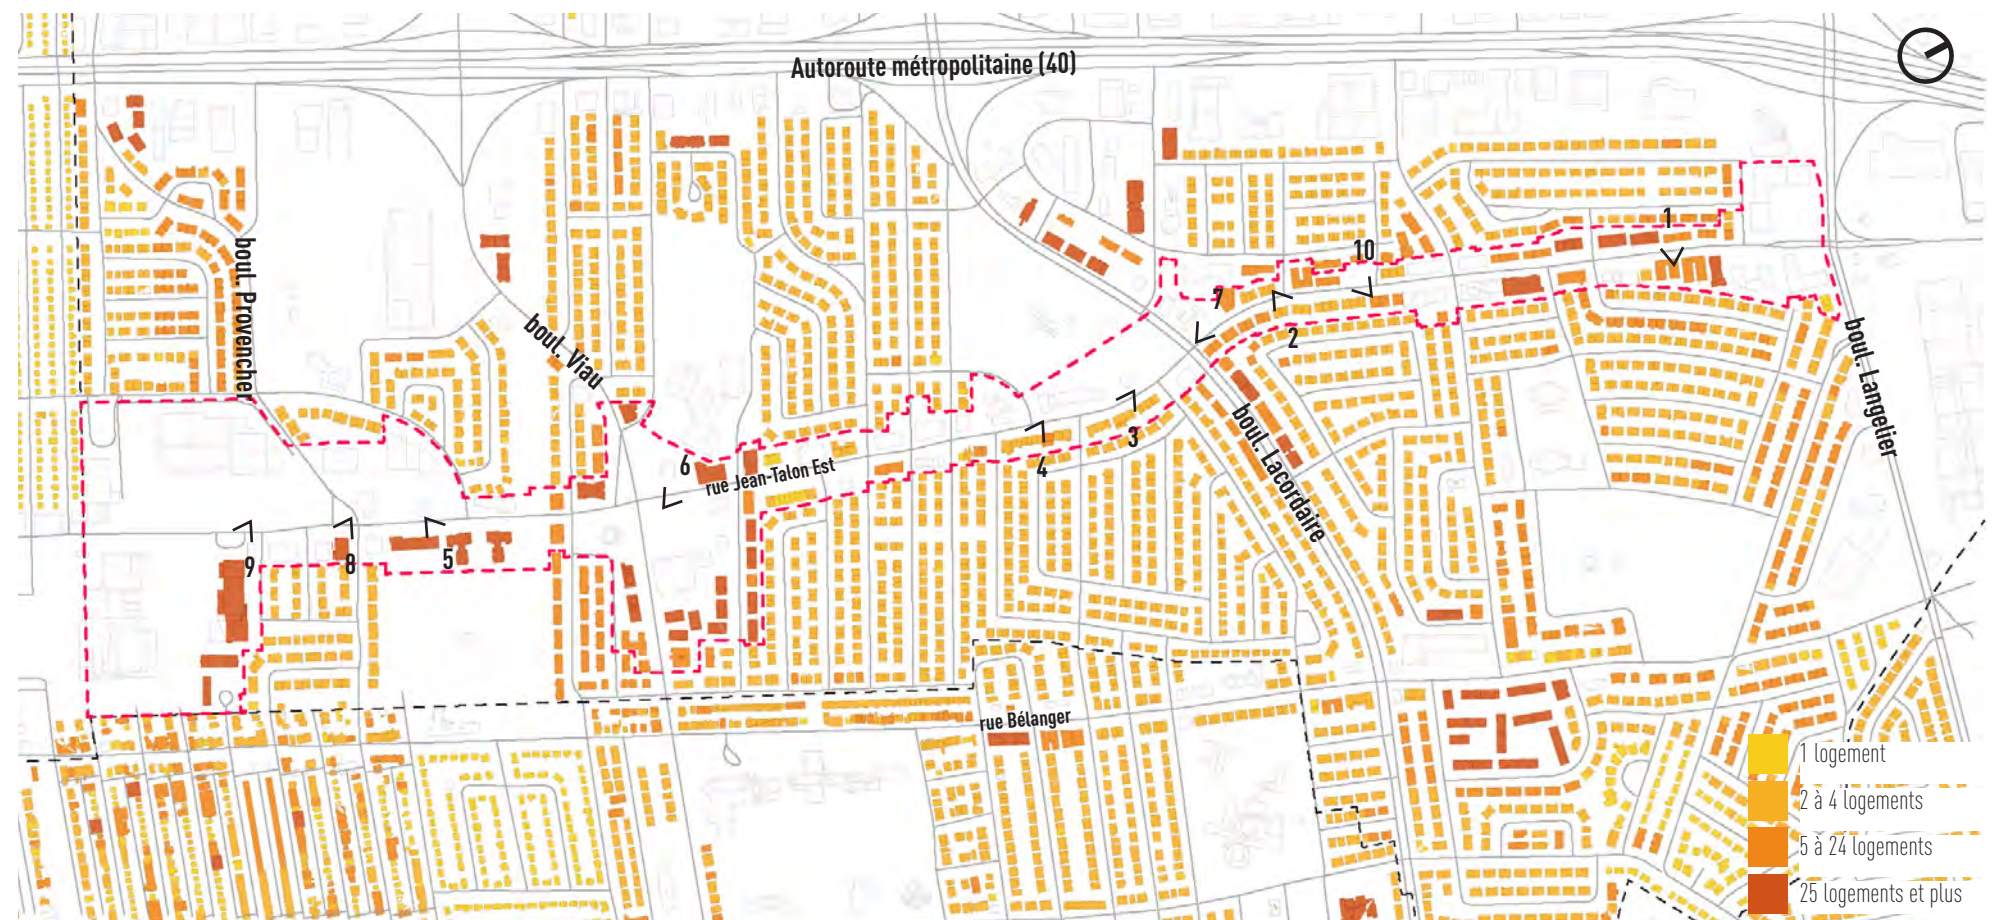 Autoroute métropolitaine (40)
1
10
boul. Provencher
7
boul. Viau
2
boul. Langelier
boul. Lacordaire
3
6
rue Jean-Talon Est
4
9
8
5
rue Bélanger
1 logement
2 à 4 logements
5 à 24 logements
25 logements et plus